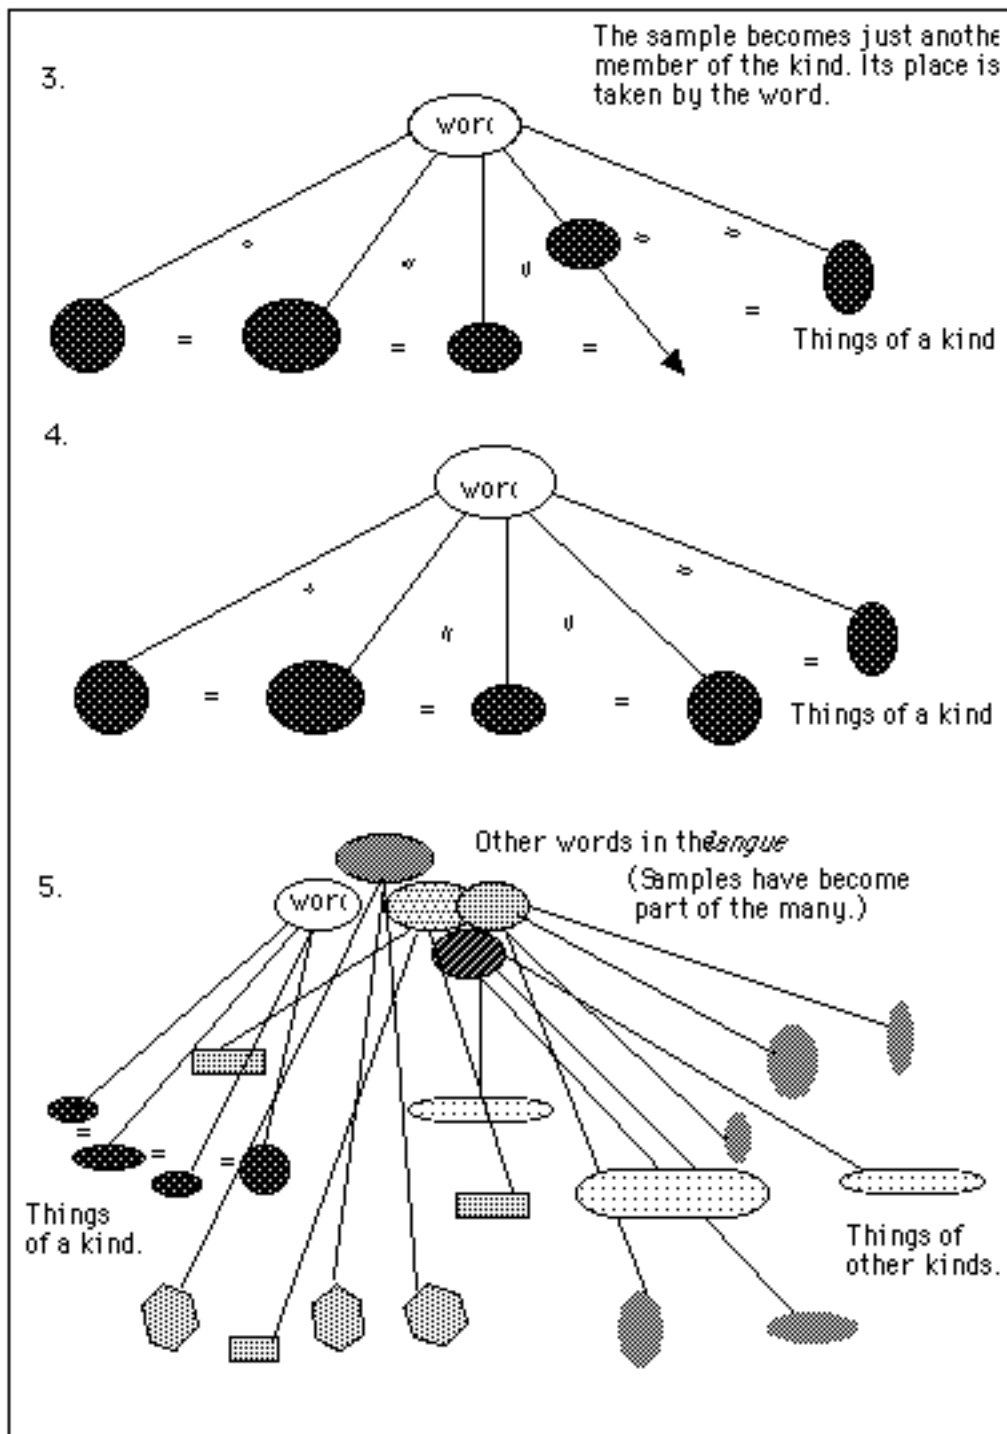 3.
The sample becomes just anothe
member of the kind. Its place is
taken by the word.
worc
= = = =
Things of a kind
4.
worc
= = = =
Things of a kind
5.
Other words in the langue
(Samples have become
part of the many.)
worc
= = =
Things
of a kind.
Things of
other kinds.